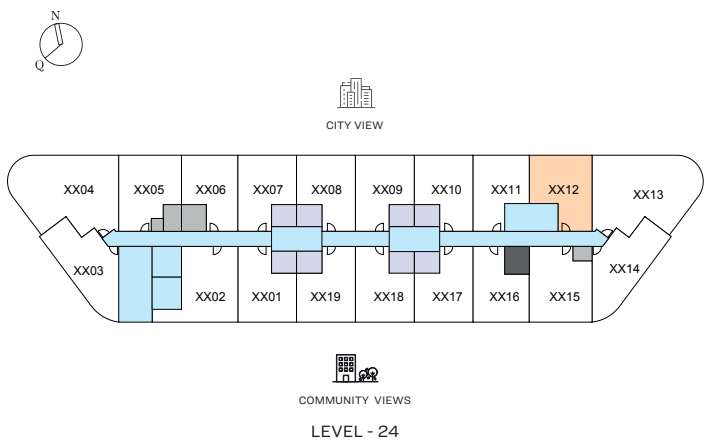 N
Q
CITY VIEW
XX04 XX05 XX06 XX07 XX08 XX09 XX10 XX11 XX12 XX13
XX03 XX02 XX01 XX19 XX18 XX17 XX16 XX15 XX14
COMMUNITY VIEWS
LEVEL - 24